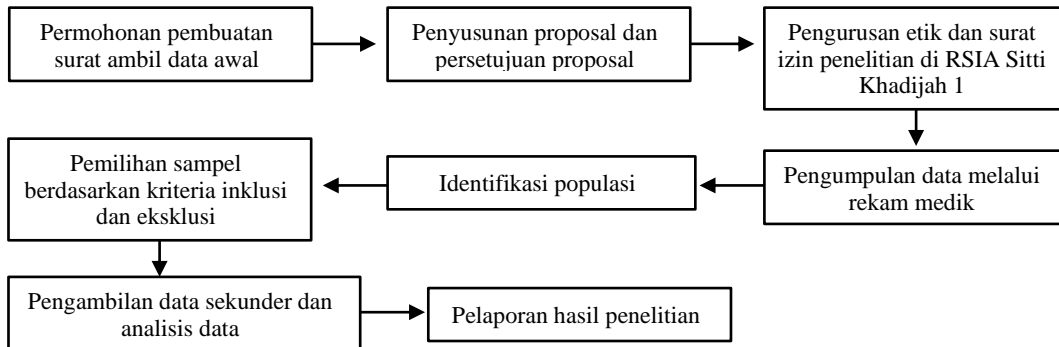 Permohonan pembuatan
surat ambil data awal
Penyusunan proposal dan
persetujuan proposal
Pengurusan etik dan surat
izin penelitian di RSIA Sitti
Khadijah 1
Pengumpulan data melalui
rekam medik
Identifikasi populasi
Pemilihan sampel
berdasarkan kriteria inklusi
dan eksklusi
Pengambilan data sekunder dan
analisis data
Pelaporan hasil penelitian